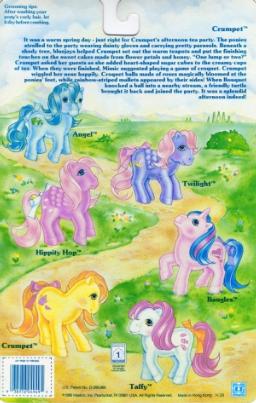 Grooming tip:
After washing your
pony's curly hair, let
it dry before combing.
Crumpet™
It was a warm spring day - just right for Crumpet's afternoon tea party. The ponies
strolled to the party wearing dainty gloves and carrying pretty parasols. Beneath a
shady tree, bluejays helped Crumpet set out the warm teapots and put the finishing
touches on the sweet cakes made from flower petals and honey. "One lump or two?"
Crumpet asked her guests as she added heart-shaped sugar cubes to the creamy cups
of tea. When they were finished, Mimic suggested playing a game of croquet. Crumpet
wiggled her nose happily. Croquet balls made of roses magically bloomed at the
ponies' feet, while rainbow-striped mallets appeared by their sides! When Bouquet
knocked a ball into a nearby stream, a friendly turtle
brought it back and joined the party. It was a splendid
afternoon indeed!
Angel™
Twilight™
Hippity Hop™
Bangles™
Crumpet™
Taffy™
U.S. Patent No.
Hasbro, Inc. Pawtucket, RI 02861 USA. All Rights Reserved.
Made in Hong Kong